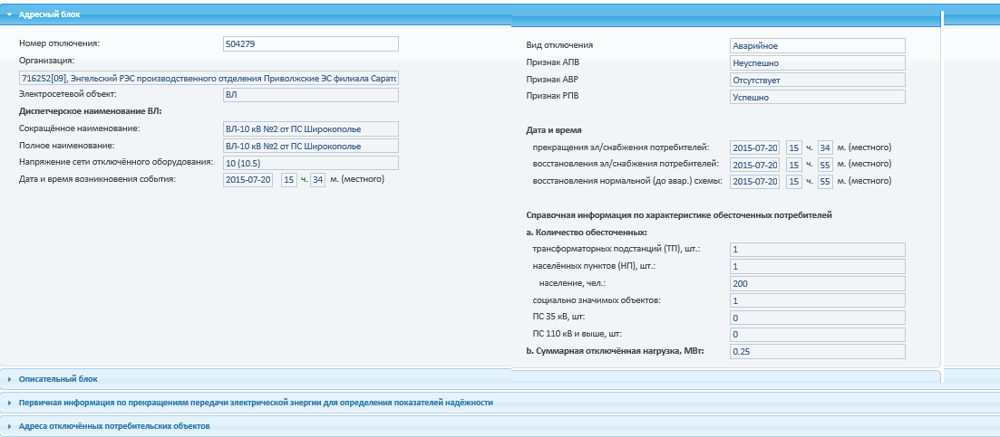 Адресный блок
Номер отключения: 504279
Организация:
716252[09], Энгельский РЭС производственного отделения Приволжские ЭС филиала Сарато
Электросетевой объект: ВЛ
Диспетчерское наименование ВЛ:
Сокращённое наименование: ВЛ-10 кВ №2 от ПС Широкополье
Полное наименование: ВЛ-10 кВ №2 от ПС Широкополье
Напряжение сети отключённого оборудования: 10 (10.5)
Дата и время возникновения события: 2015-07-20 15 ч. 34 м. (местного)
Вид отключения Аварийное
Признак АПВ Неуспешно
Признак АВР Отсутствует
Признак РПВ Успешно
Дата и время
прекращения эл/снабжения потребителей: 2015-07-20 15 ч. 34 м. (местного)
восстановления эл/снабжения потребителей: 2015-07-20 15 ч. 55 м. (местного)
восстановления нормальной (до авар.) схемы: 2015-07-20 15 ч. 55 м. (местного)
Справочная информация по характеристике обесточенных потребителей
a. Количество обесточенных:
трансформаторных подстанций (ТП), шт.: 1
населённых пунктов (НП), шт.: 1
население, чел.: 200
социально значимых объектов: 1
ПС 35 кВ, шт: 0
ПС 110 кВ и выше, шт: 0
b. Суммарная отключённая нагрузка, МВт: 0.25
Описательный блок
Первичная информация по прекращениям передачи электрической энергии для определения показателей надёжности
Адреса отключённых потребительских объектов